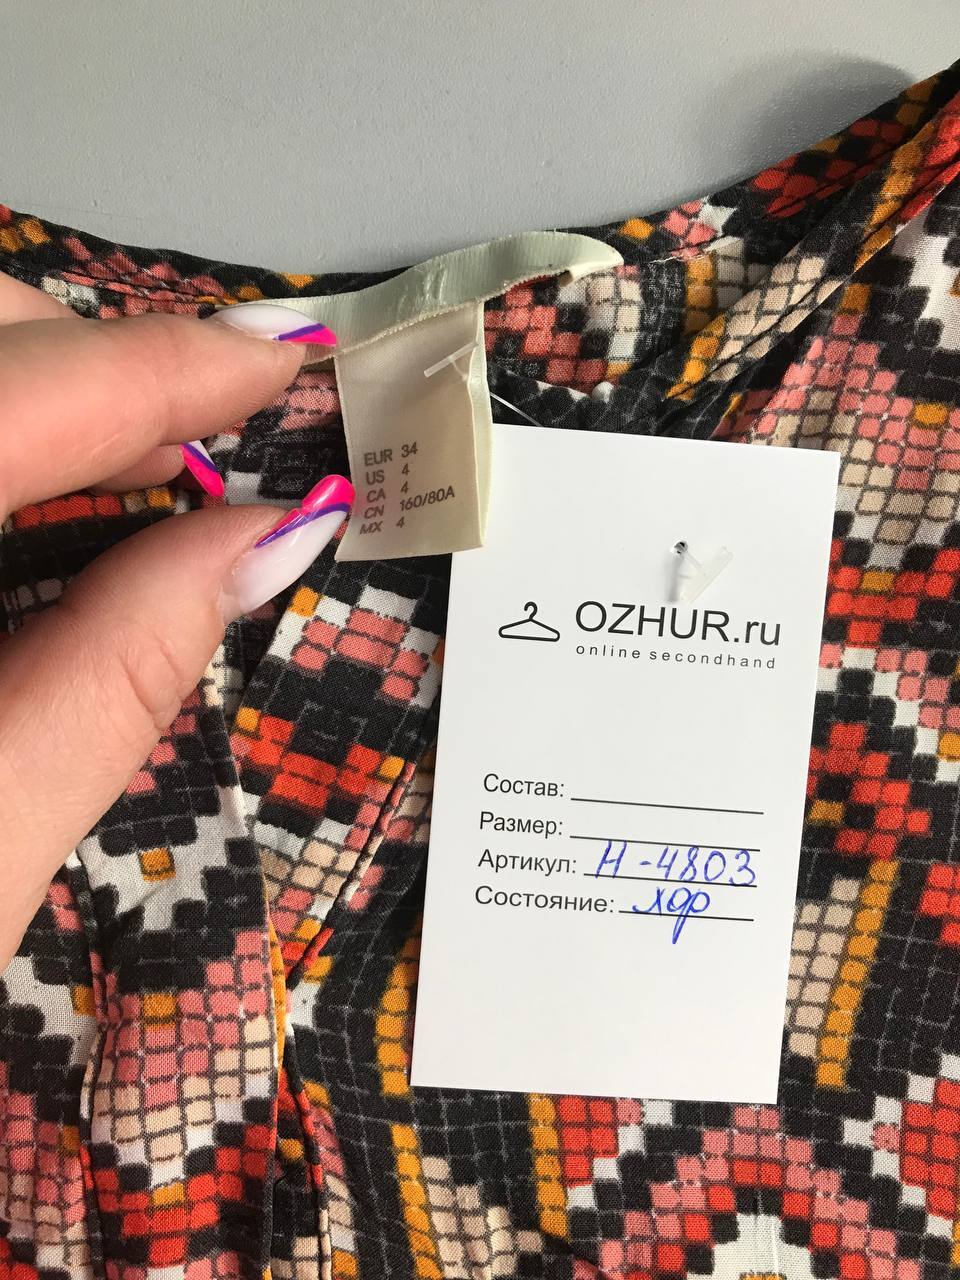 EUR 34
US 4
CA 4
CN 160/80A
MX 4
OZHUR.ru
online secondhand
Состав:
Размер:
Артикул: Н-4803
Состояние: хор